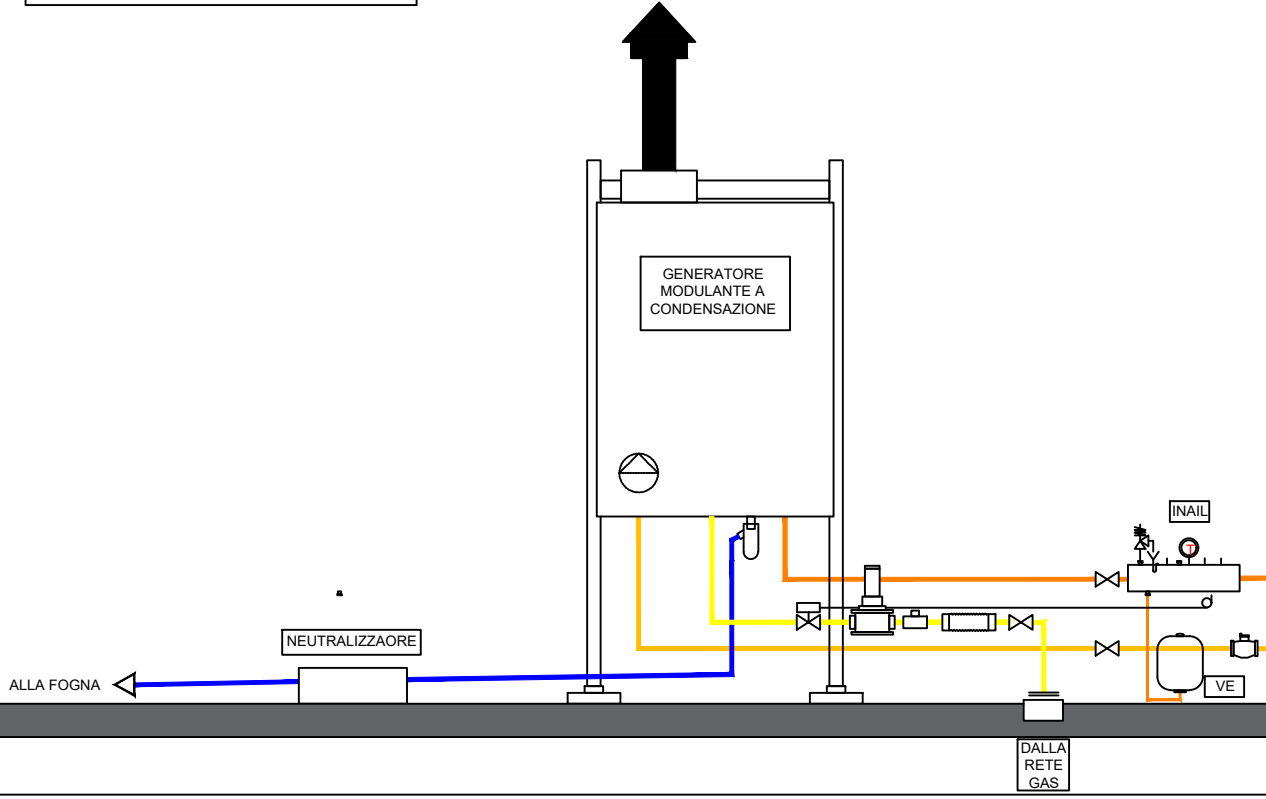 GENERATORE
MODULANTE A
CONDENSAZIONE
INAIL
T
NEUTRALIZZAORE
ALLA FOGNA
VE
DALLA
RETE
GAS